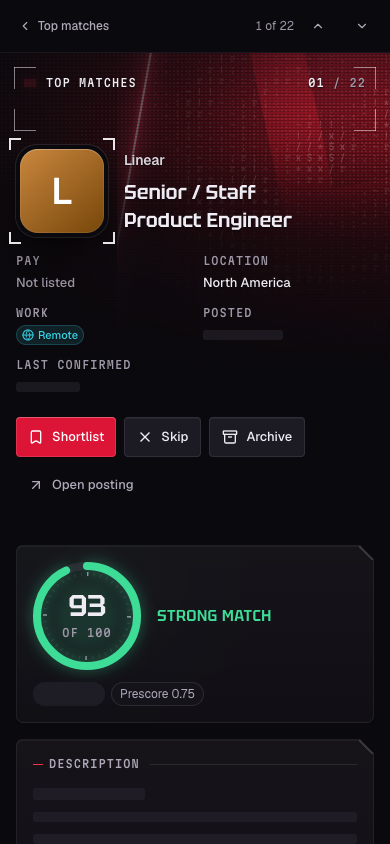 Top matches
1 of 22
TOP MATCHES
01 / 22
L
Linear
Senior / Staff
Product Engineer
PAY
LOCATION
Not listed
North America
WORK
POSTED
Remote
LAST CONFIRMED
Shortlist
Skip
Archive
Open posting
93
OF 100
STRONG MATCH
Prescore 0.75
DESCRIPTION